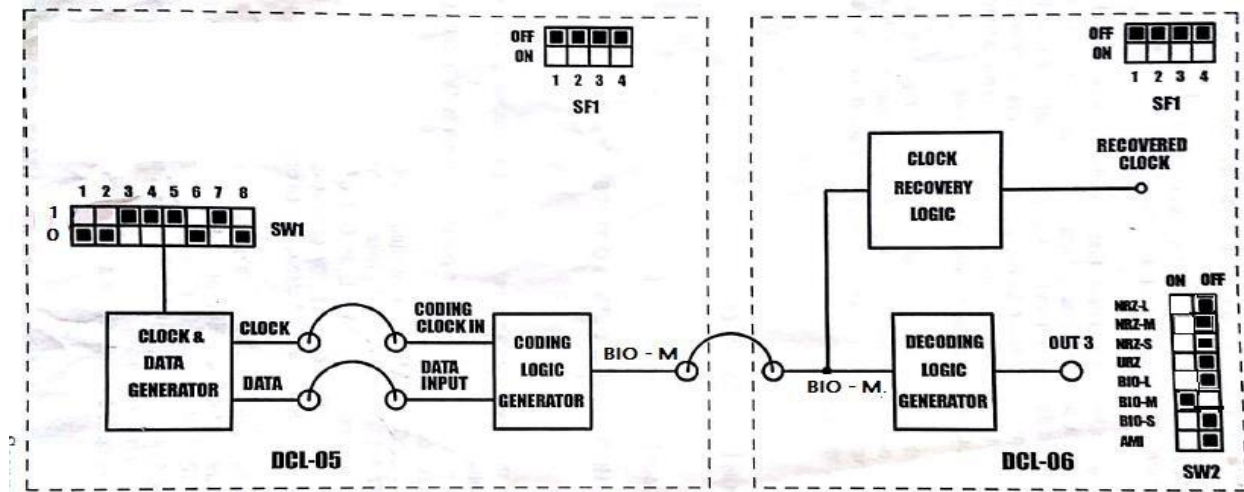 OFF
ON
1 2 3 4
SF1
OFF
ON
1 2 3 4
SF1
CLOCK
RECOVERY
LOGIC
RECOVERED
CLOCK
1 2 3 4 5 6 7 8
1
0
SW1
CLOCK &
DATA
GENERATOR
CLOCK
DATA
CODING
CLOCK IN
DATA
INPUT
CODING
LOGIC
GENERATOR
BIO - M
BIO - M.
DECODING
LOGIC
GENERATOR
OUT 3
ON OFF
NRZ-L
NRZ-M
NRZ-S
URZ
BIO-L
BIO-M
BIO-S
AMI
SW2
DCL-05
DCL-06